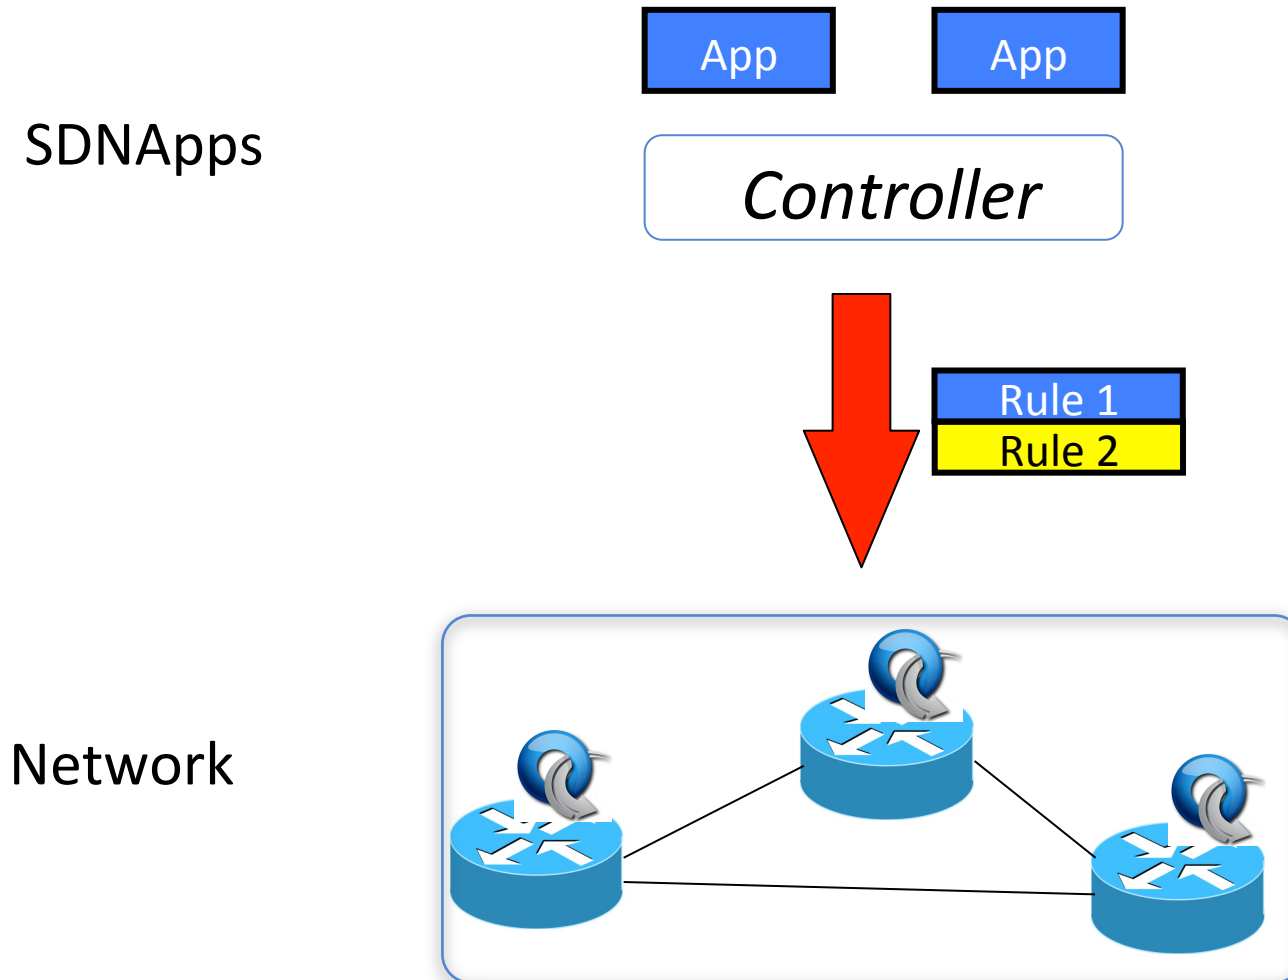 App
App
SDNApps
Controller
Rule 1
Rule 2
Network